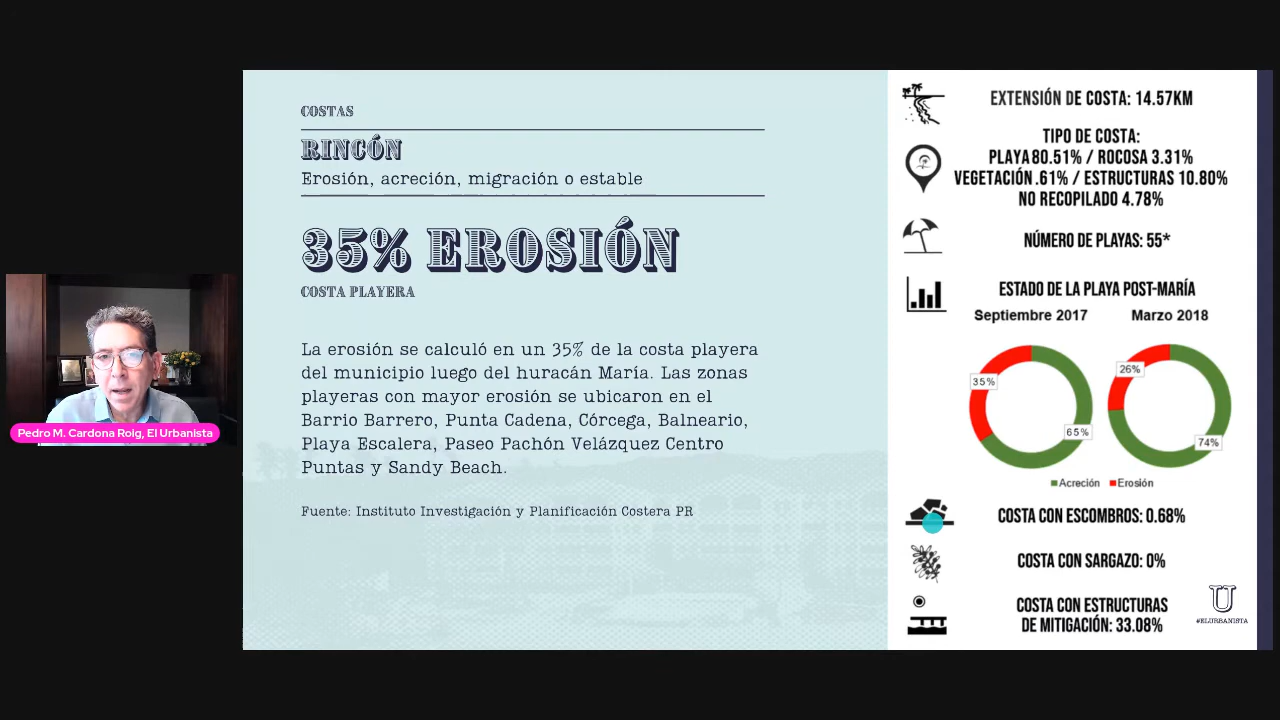 COSTAS
RINCÓN
Erosión, acreción, migración o estable
35% EROSIÓN
COSTA PLAYERA
La erosión se calculó en un 35% de la costa playera
del municipio luego del huracán María. Las zonas
playeras con mayor erosión se ubicaron en el
Barrio Barrero, Punta Cadena, Córcega, Balneario,
Playa Escalera, Paseo Pachón Velázquez Centro
Puntas y Sandy Beach.
Fuente: Instituto Investigación y Planificación Costera PR
Pedro M. Cardona Roig, El Urbanista
EXTENSIÓN DE COSTA: 14.57KM
TIPO DE COSTA:
PLAYA 80.51% / ROCOSA 3.31%
VEGETACIÓN .61% / ESTRUCTURAS 10.80%
NO RECOPILADO 4.78%
NÚMERO DE PLAYAS: 55*
ESTADO DE LA PLAYA POST-MARÍA
Septiembre 2017 Marzo 2018
35%
65%
26%
74%
Acreción Erosión
COSTA CON ESCOMBROS: 0.68%
COSTA CON SARGAZO: 0%
COSTA CON ESTRUCTURAS
DE MITIGACIÓN: 33.08%
U
#ELURBANISTA